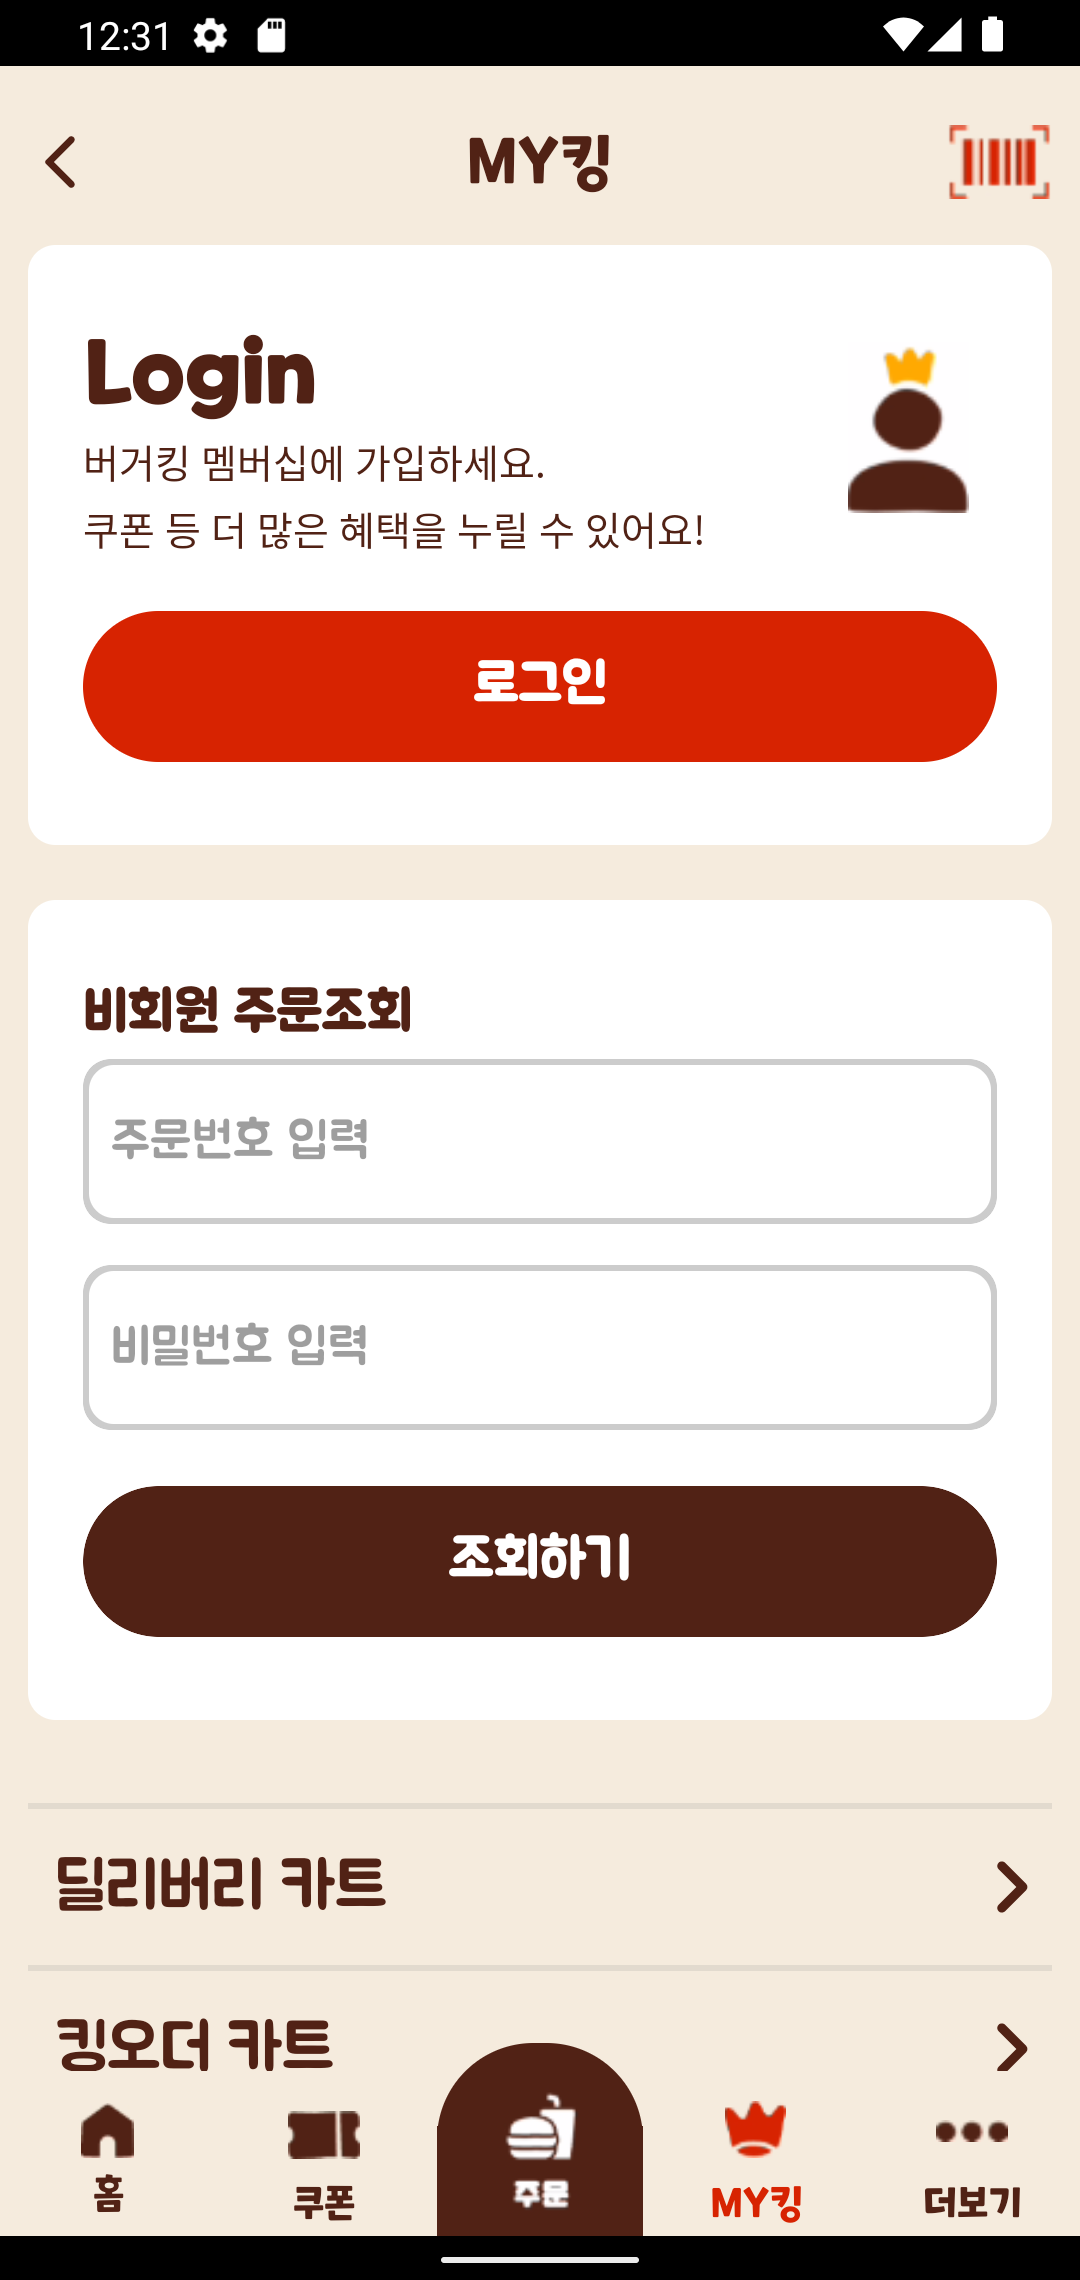 12:31
MY킹
Login
버거킹 멤버십에 가입하세요.
쿠폰 등 더 많은 혜택을 누릴 수 있어요!
로그인
비회원 주문조회
주문번호 입력
비밀번호 입력
조회하기
딜리버리 카트
킹오더 카트
홈
쿠폰
주문
MY킹
더보기